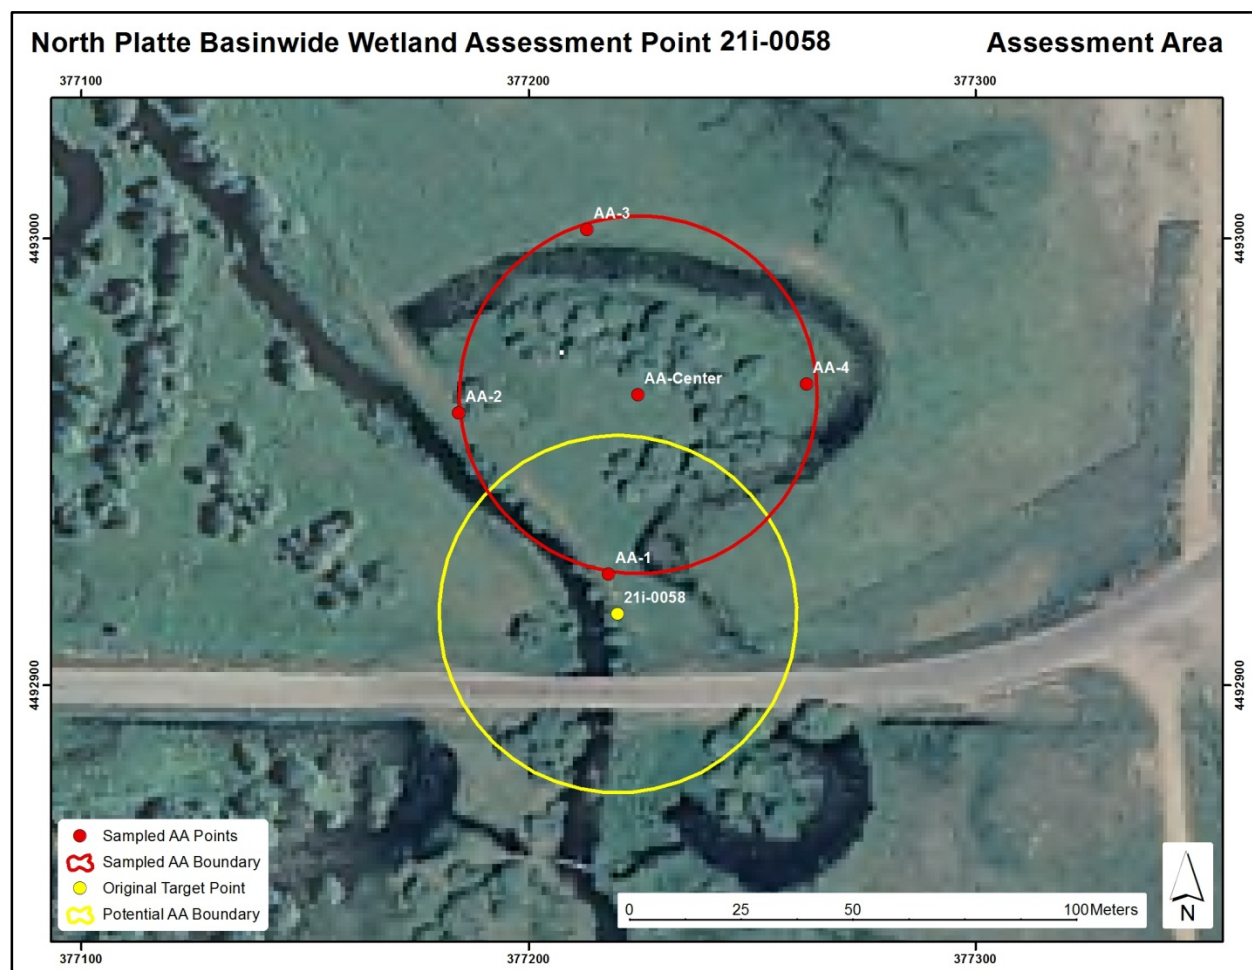 North Platte Basinwide Wetland Assessment Point 21i-0058 Assessment Area
377100 377200 377300
4493000 4493000
AA-3
AA-4
AA-Center
AA-2
AA-1
21i-0058
4492900 4492900
Sampled AA Points
Sampled AA Boundary
Original Target Point
Potential AA Boundary
0 25 50 100 Meters
N
377100 377200 377300